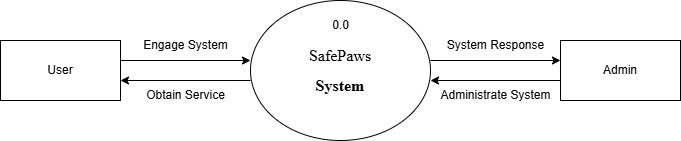 0.0
Engage System
System Response
SafePaws
User
Admin
System
Obtain Service
Administrate System